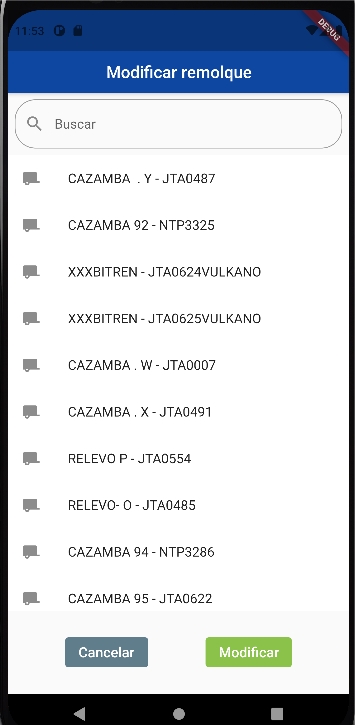 11:53
DEBUG
Modificar remolque
Buscar
CAZAMBA  . Y - JTA0487
CAZAMBA 92 - NTP3325
XXXBITREN - JTA0624VULKANO
XXXBITREN - JTA0625VULKANO
CAZAMBA . W - JTA0007
CAZAMBA . X - JTA0491
RELEVO P - JTA0554
RELEVO- O - JTA0485
CAZAMBA 94 - NTP3286
CAZAMBA 95 - JTA0622
Cancelar
Modificar